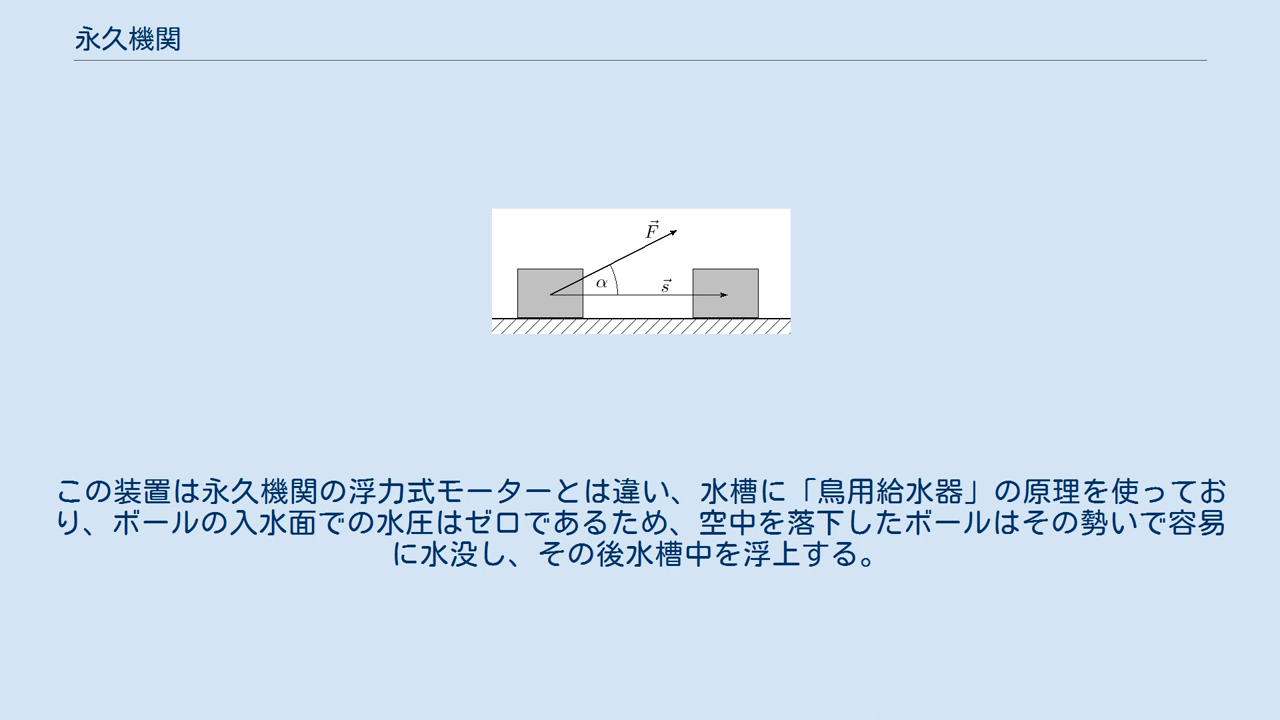 永久機関
F⃗
α
s⃗
この装置は永久機関の浮力式モーターとは違い、水槽に「鳥用給水器」の原理を使ってお
り、ボールの入水面での水圧はゼロであるため、空中を落下したボールはその勢いで容易
に水没し、その後水槽中を浮上する。